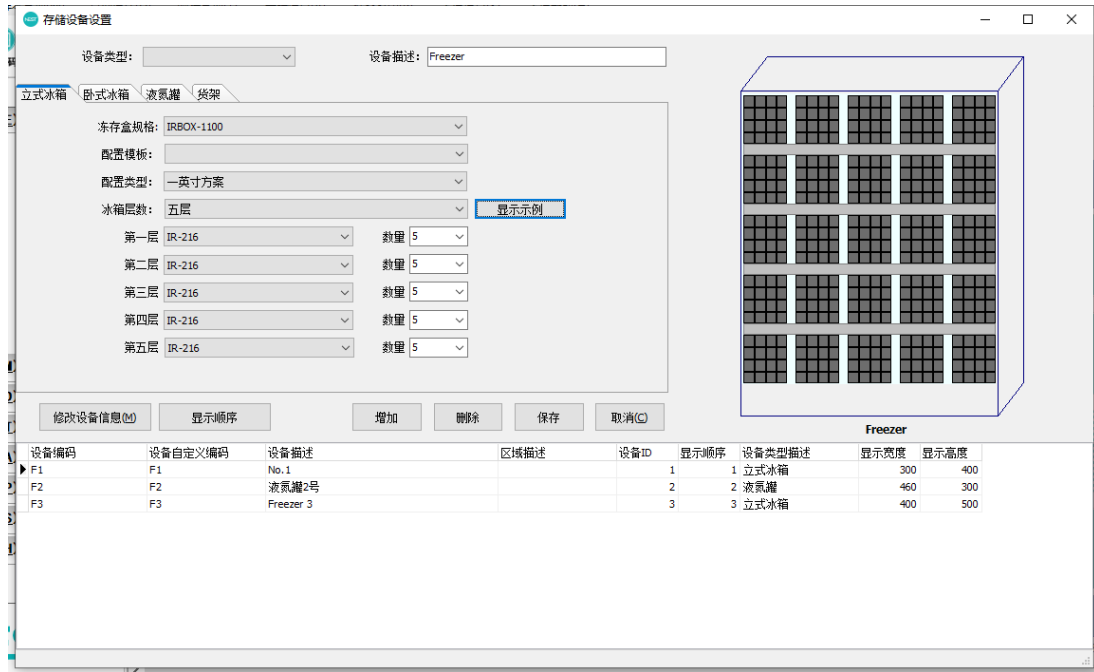 NEST 存储设备设置
设备类型: 设备描述: Freezer
立式冰箱 卧式冰箱 液氮罐 货架
冻存盒规格: IRBOX-1100
配置模板:
配置类型: 一英寸方案
冰箱层数: 五层 显示示例
第一层 IR-216 数量 5
第二层 IR-216 数量 5
第三层 IR-216 数量 5
第四层 IR-216 数量 5
第五层 IR-216 数量 5
修改设备信息(M) 显示顺序 增加 删除 保存 取消(C)
Freezer
设备编码 设备自定义编码 设备描述 区域描述 设备ID 显示顺序 设备类型描述 显示宽度 显示高度
F1 F1 No.1 1 1 立式冰箱 300 400
F2 F2 液氮罐2号 2 2 液氮罐 460 300
F3 F3 Freezer 3 3 3 立式冰箱 400 500